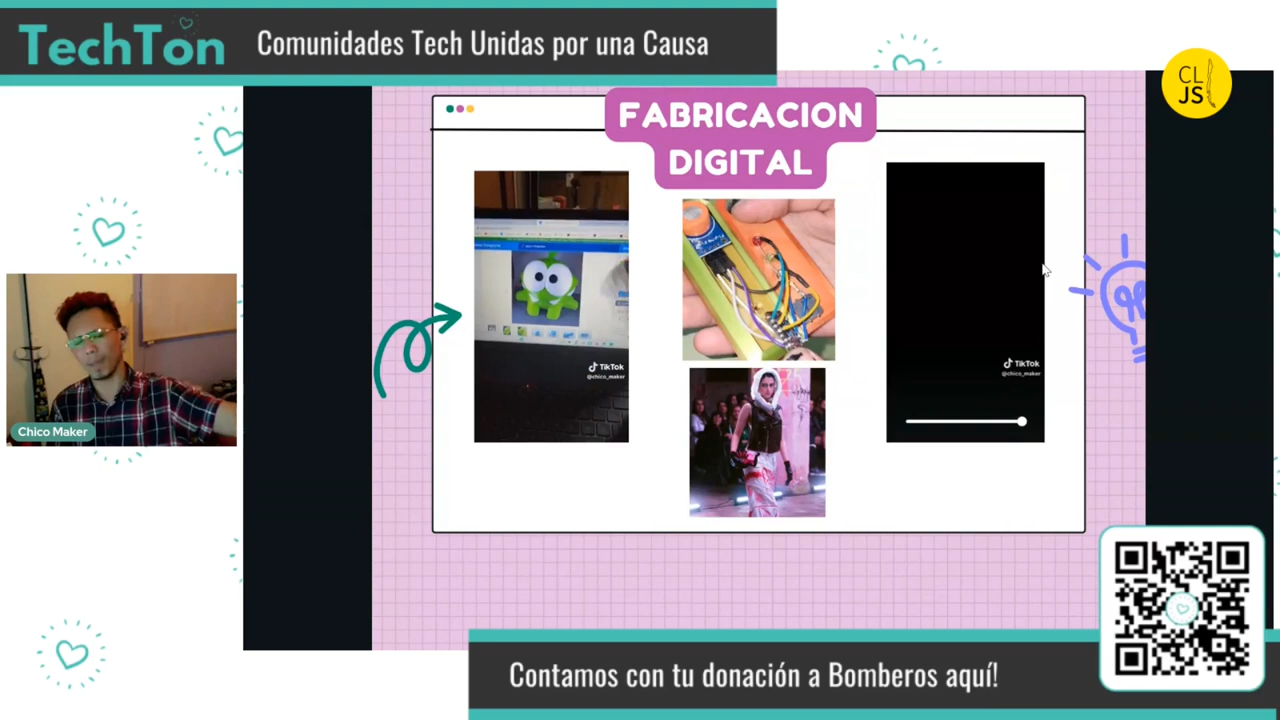 TechTon
Comunidades Tech Unidas por una Causa
CL
JS
FABRICACION
DIGITAL
TikTok
@chico_maker
TikTok
@chico_maker
Chico Maker
Contamos con tu donación a Bomberos aquí!